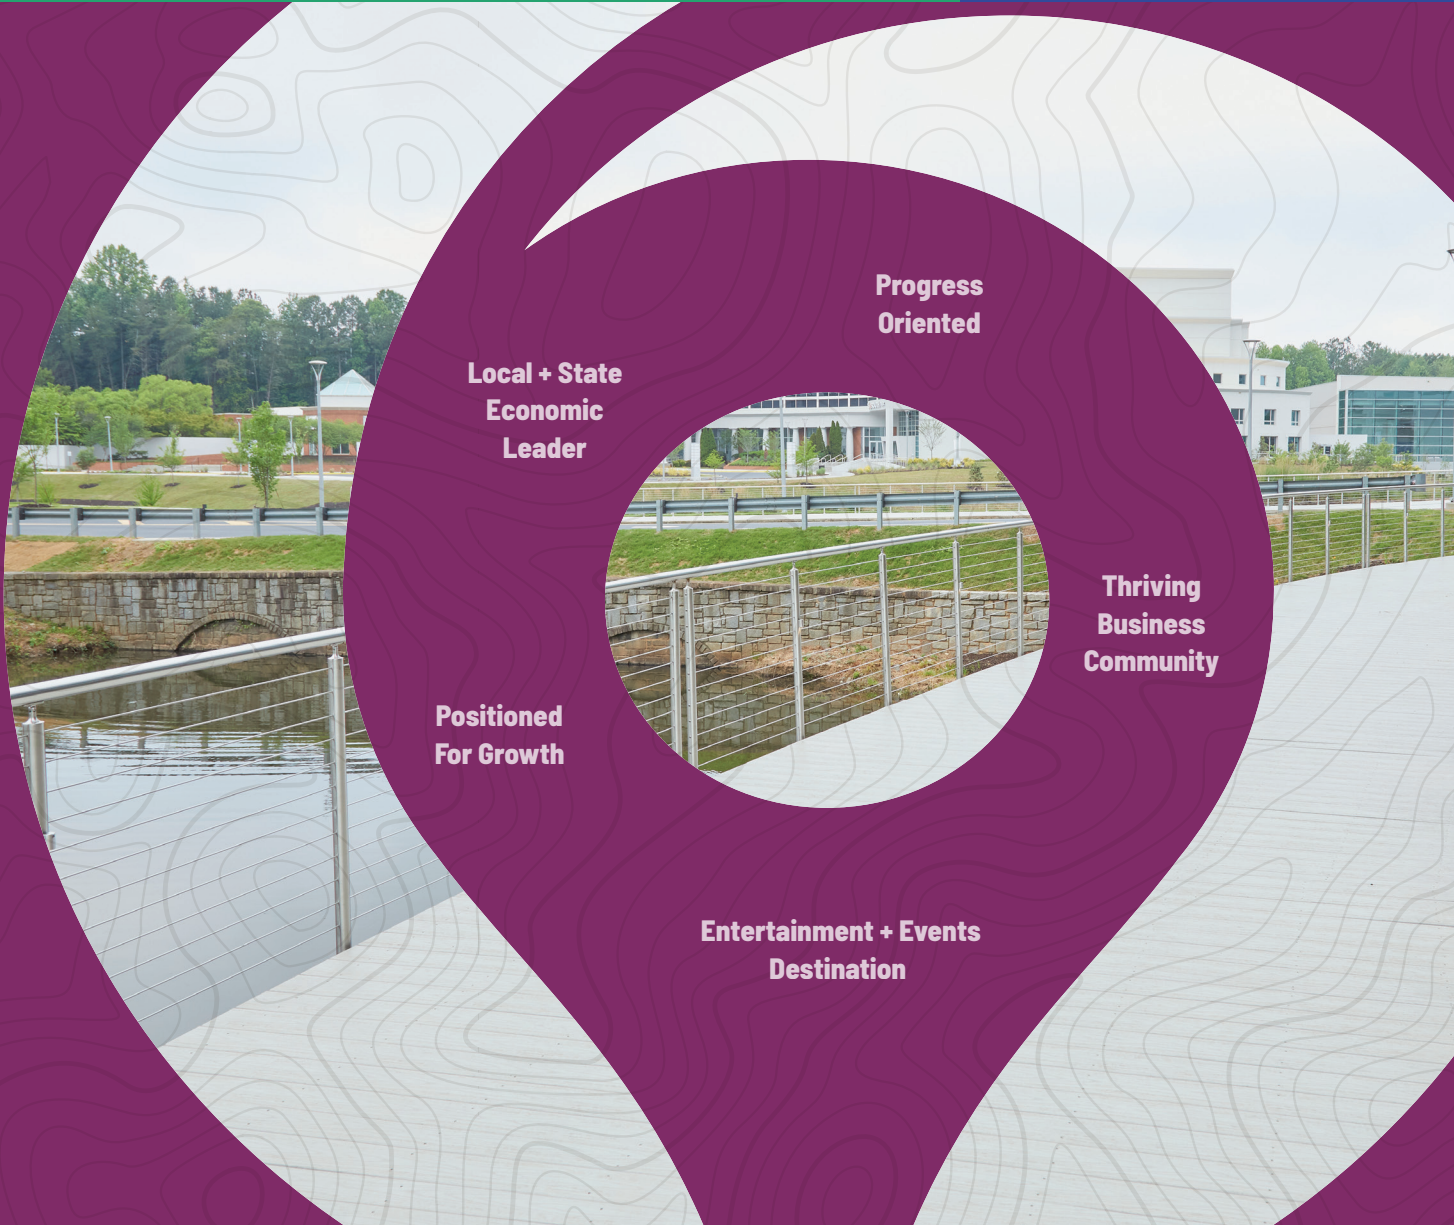 Progress
Oriented
Local + State
Economic
Leader
Thriving
Business
Community
Positioned
For Growth
Entertainment + Events
Destination